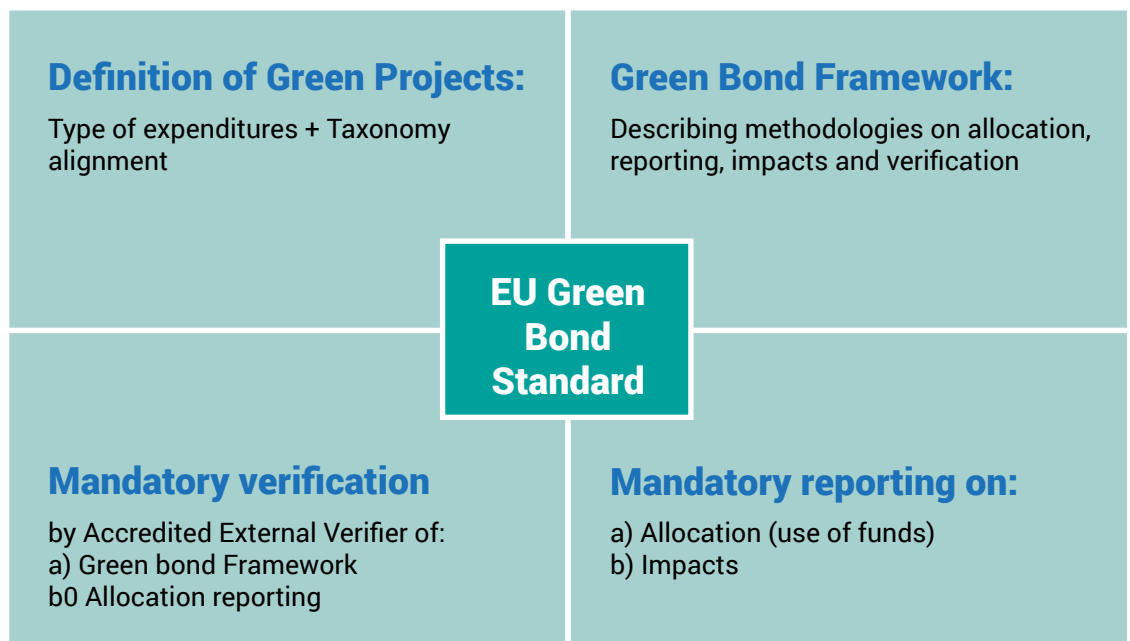 Definition of Green Projects:
Type of expenditures + Taxonomy
alignment
Green Bond Framework:
Describing methodologies on allocation,
reporting, impacts and verification
EU Green
Bond
Standard
Mandatory verification
by Accredited External Verifier of:
a) Green bond Framework
b0 Allocation reporting
Mandatory reporting on:
a) Allocation (use of funds)
b) Impacts